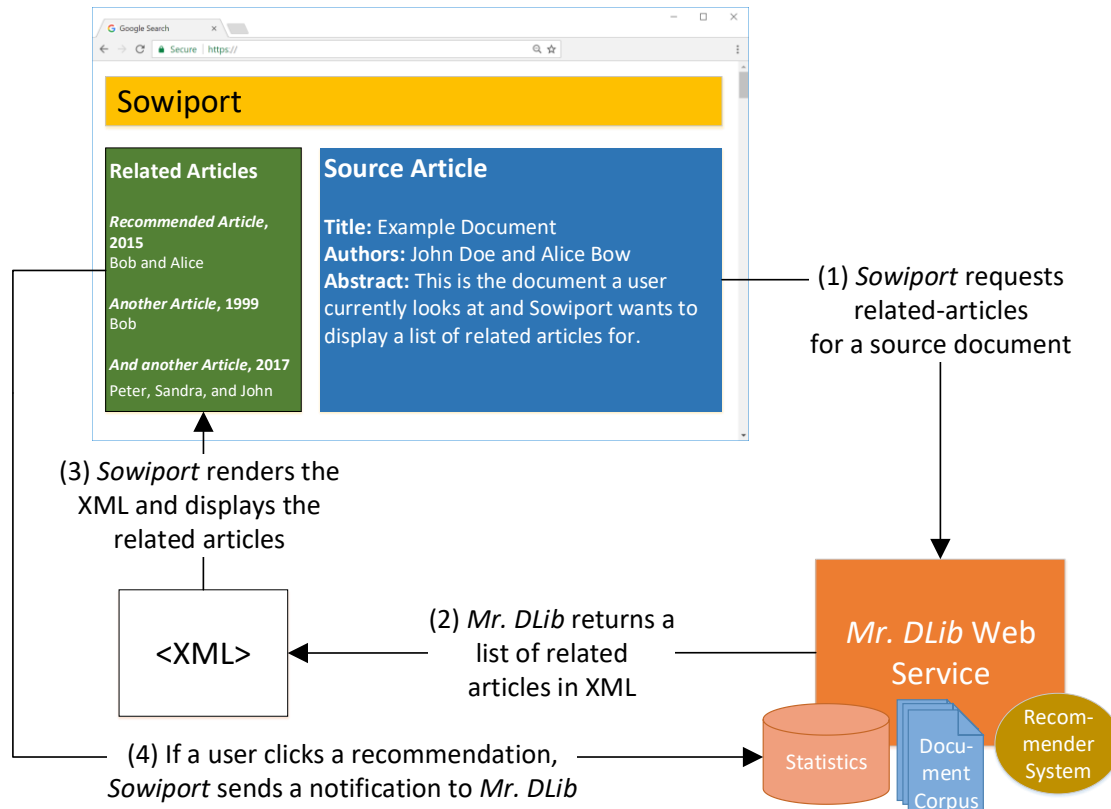 Google Search
Secure | https://
Sowiport
Related Articles
Recommended Article,
2015
Bob and Alice
Another Article, 1999
Bob
And another Article, 2017
Peter, Sandra, and John
Source Article
Title: Example Document
Authors: John Doe and Alice Bow
Abstract: This is the document a user
currently looks at and Sowiport wants to
display a list of related articles for.
(1) Sowiport requests
related-articles
for a source document
(3) Sowiport renders the
XML and displays the
related articles
<XML>
(2) Mr. DLib returns a
list of related
articles in XML
Mr. DLib Web
Service
Statistics
Docu-
ment
Corpus
Recom-
mender
System
(4) If a user clicks a recommendation,
Sowiport sends a notification to Mr. DLib